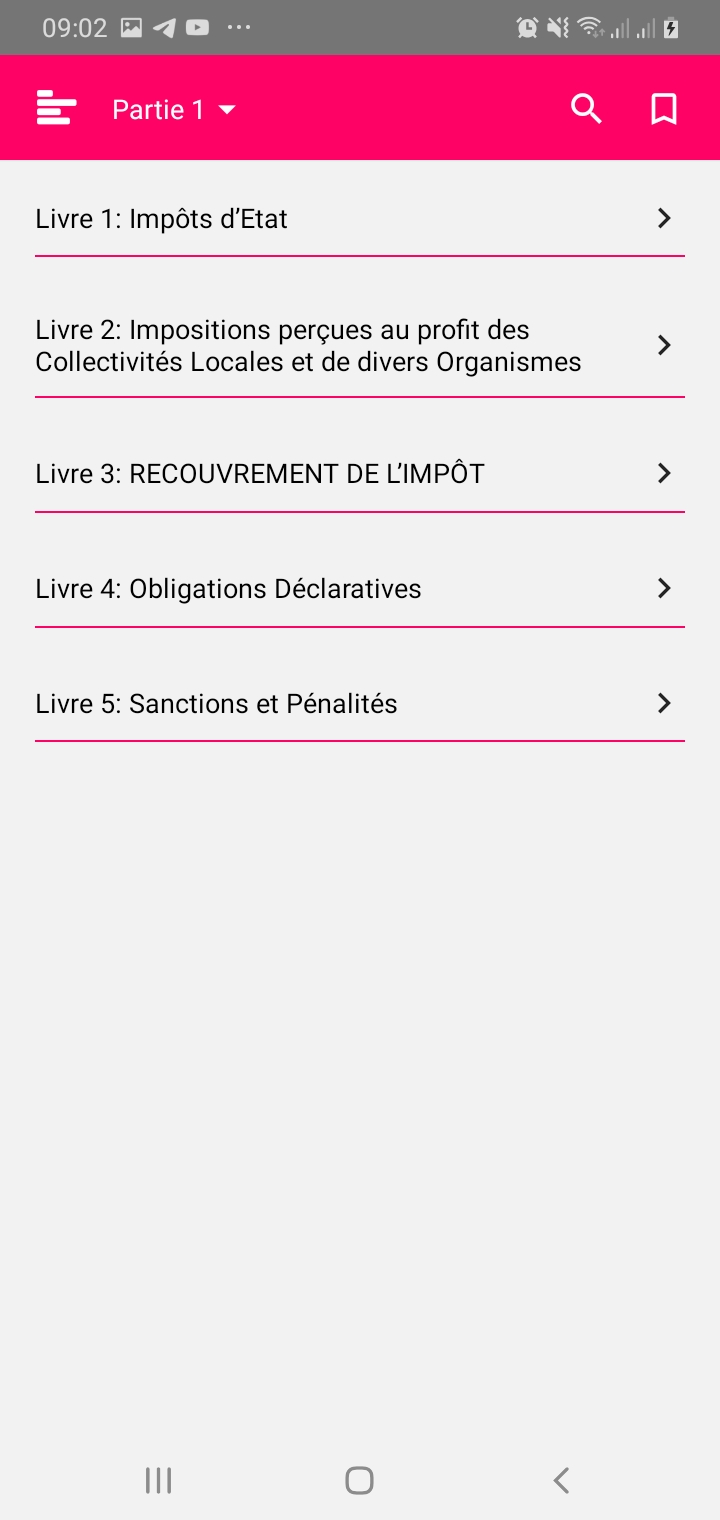 09:02
Partie 1
Livre 1: Impôts d’Etat
Livre 2: Impositions perçues au profit des
Collectivités Locales et de divers Organismes
Livre 3: RECOUVREMENT DE L’IMPÔT
Livre 4: Obligations Déclaratives
Livre 5: Sanctions et Pénalités